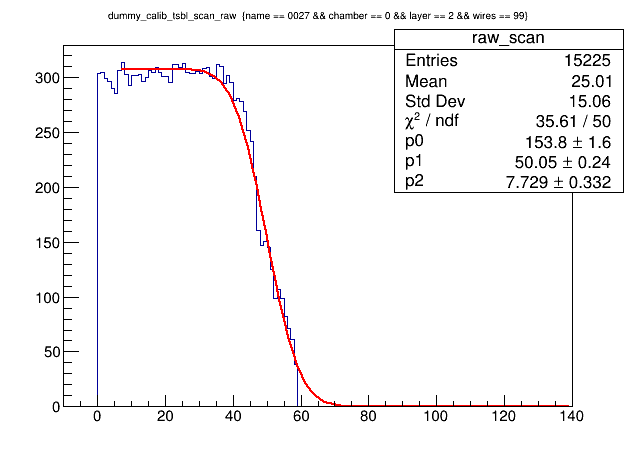 dummy_calib_tsbl_scan_raw {name == 0027 && chamber == 0 && layer == 2 && wires == 99}
raw_scan
Entries 15225
Mean 25.01
Std Dev 15.06
χ² / ndf 35.61 / 50
p0 153.8 ± 1.6
p1 50.05 ± 0.24
p2 7.729 ± 0.332
300
250
200
150
100
50
0
0 20 40 60 80 100 120 140